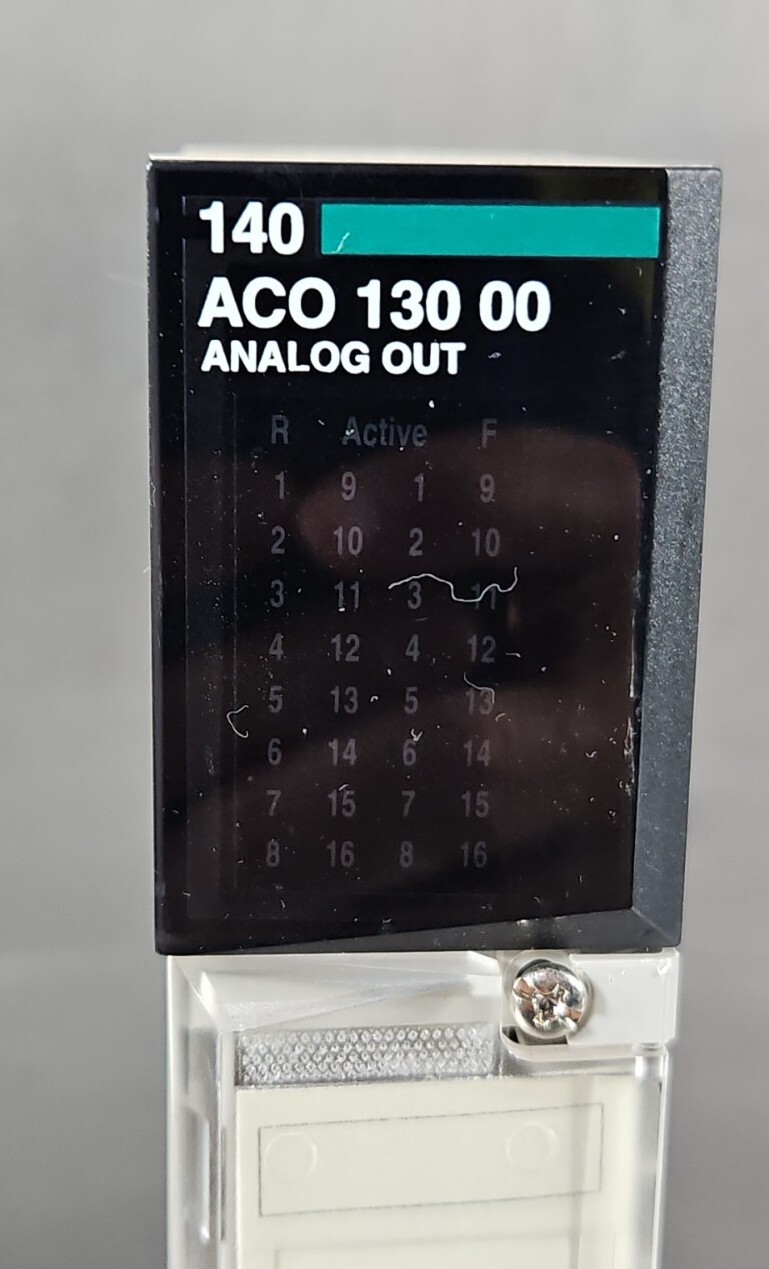 140
ACO 130 00
ANALOG OUT
R Active F
1 9 1 9
2 10 2 10
3 11 3 11
4 12 4 12
5 13 5 13
6 14 6 14
7 15 7 15
8 16 8 16